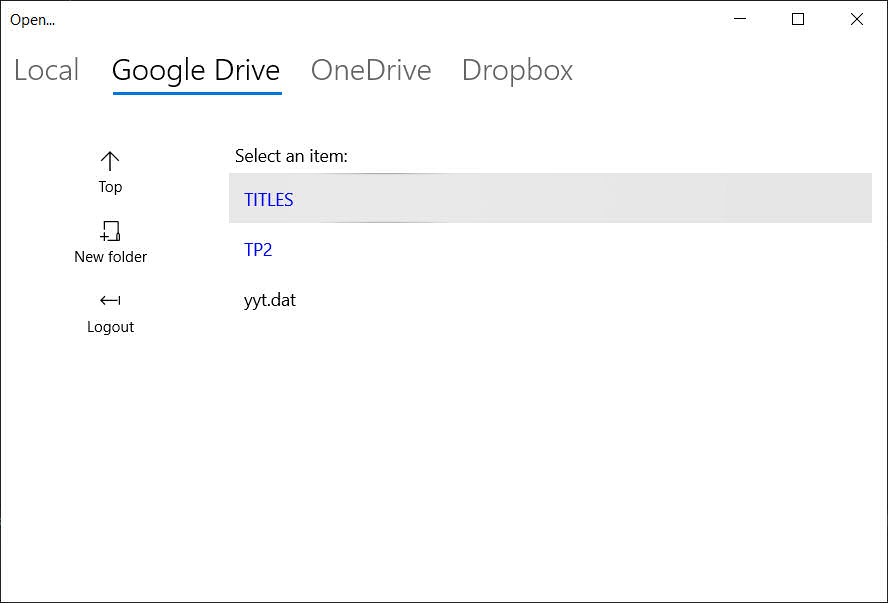 Open...
Local Google Drive OneDrive Dropbox
Top
New folder
Logout
Select an item:
TITLES
TP2
yyt.dat